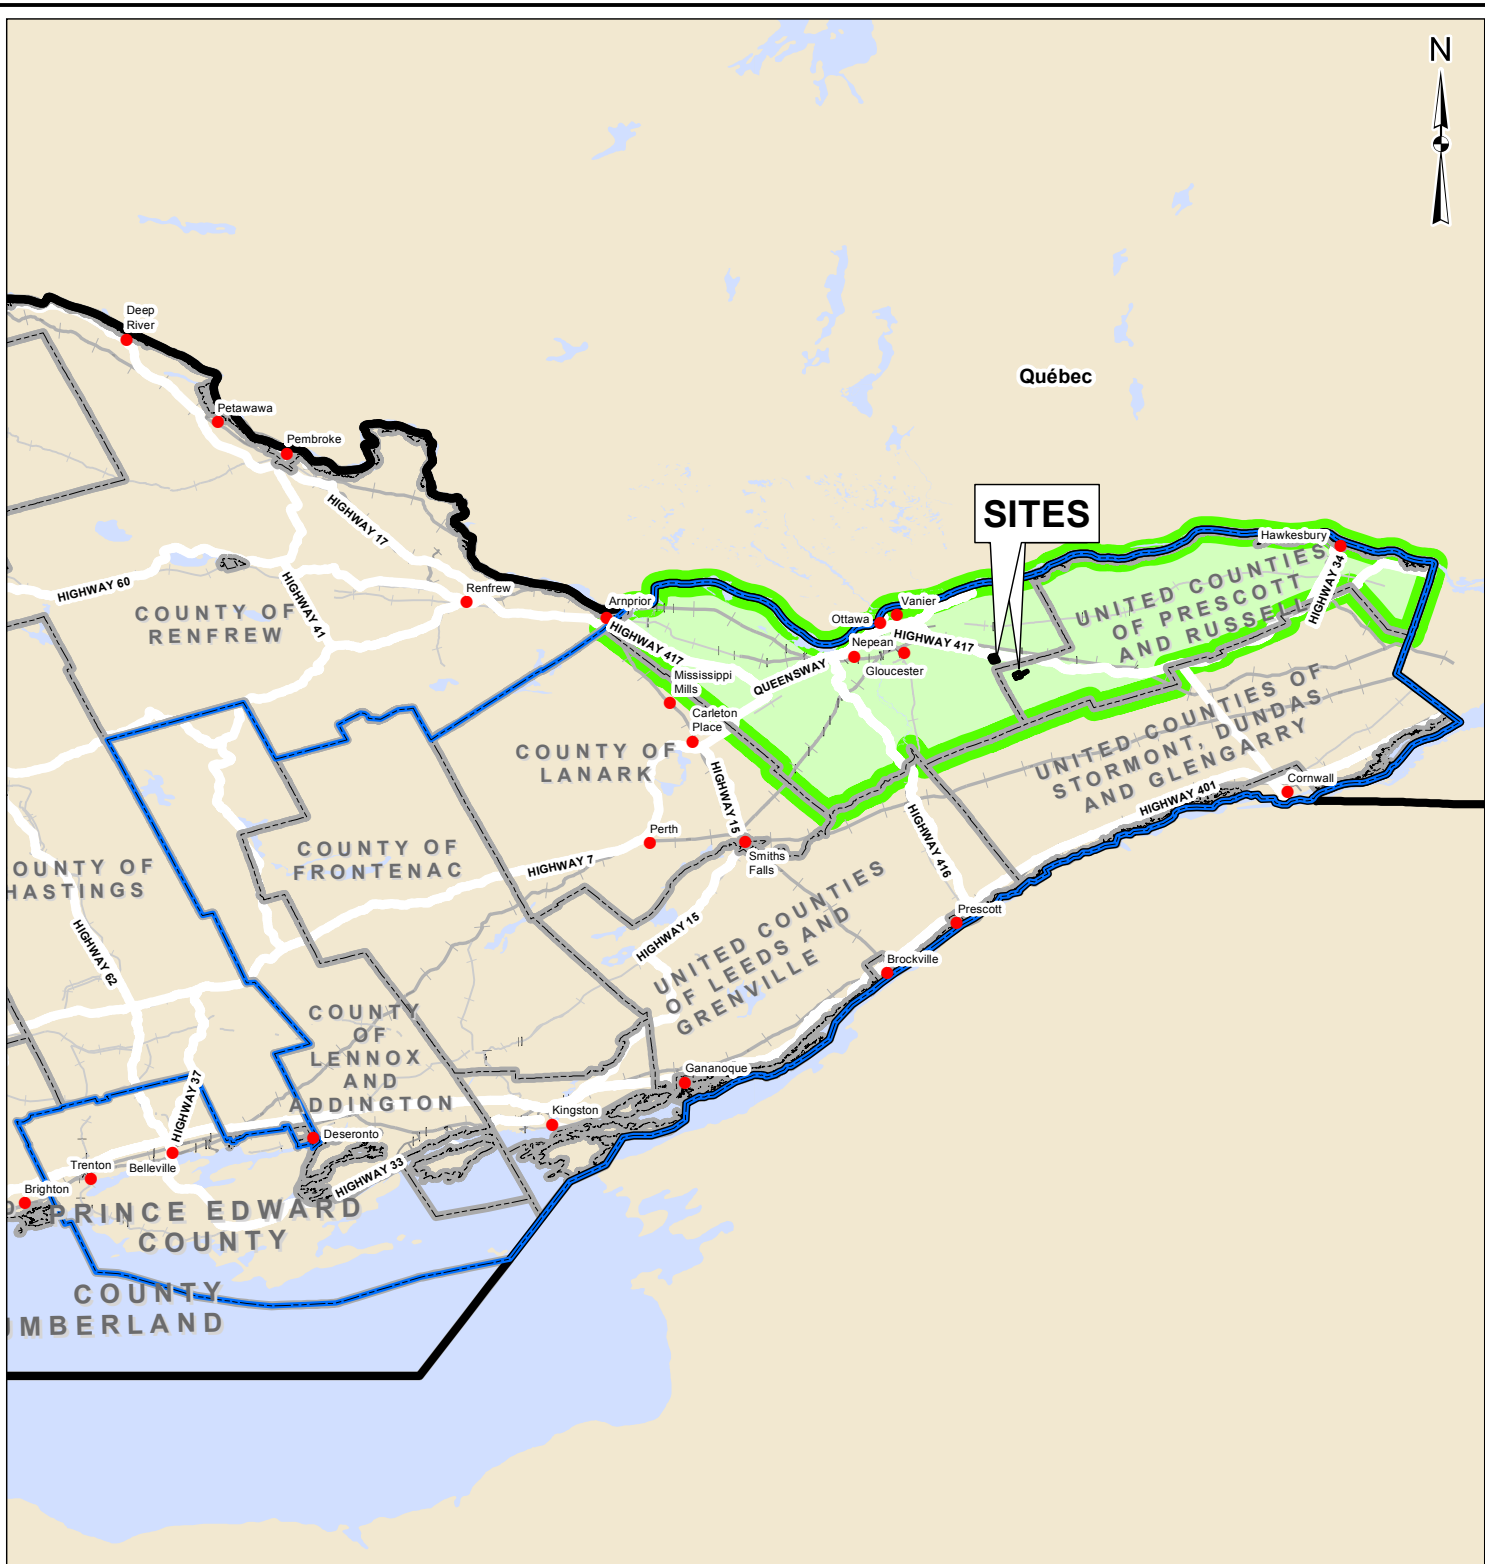 N
Deep
River
Québec
Petawawa
Pembroke
SITES
HIGHWAY 17
Hawkesbury
HIGHWAY 60
HIGHWAY 41
Renfrew
HIGHWAY 34
UNITED COUNTIES
OF PRESCOTT
AND RUSSELL
COUNTY OF
RENFREW
Arnprior
Vanier
Ottawa
HIGHWAY 417
HIGHWAY 417
Nepean
Gloucester
QUEENSWAY
Mississippi
Mills
Carleton
Place
COUNTY OF
LANARK
UNITED COUNTIES OF
STORMONT, DUNDAS
AND GLENGARRY
Cornwall
HIGHWAY 401
HIGHWAY 15
Perth
Smiths
Falls
HIGHWAY 416
COUNTY OF
FRONTENAC
HIGHWAY 7
OUNTY OF
HASTINGS
HIGHWAY 62
HIGHWAY 15
UNITED COUNTIES
OF LEEDS AND
GRENVILLE
Prescott
Brockville
COUNTY
OF
LENNOX
AND
ADDINGTON
Gananoque
HIGHWAY 37
Kingston
Deseronto
Trenton
Belleville
HIGHWAY 33
Brighton
PRINCE EDWARD
COUNTY
COUNTY
UMBERLAND